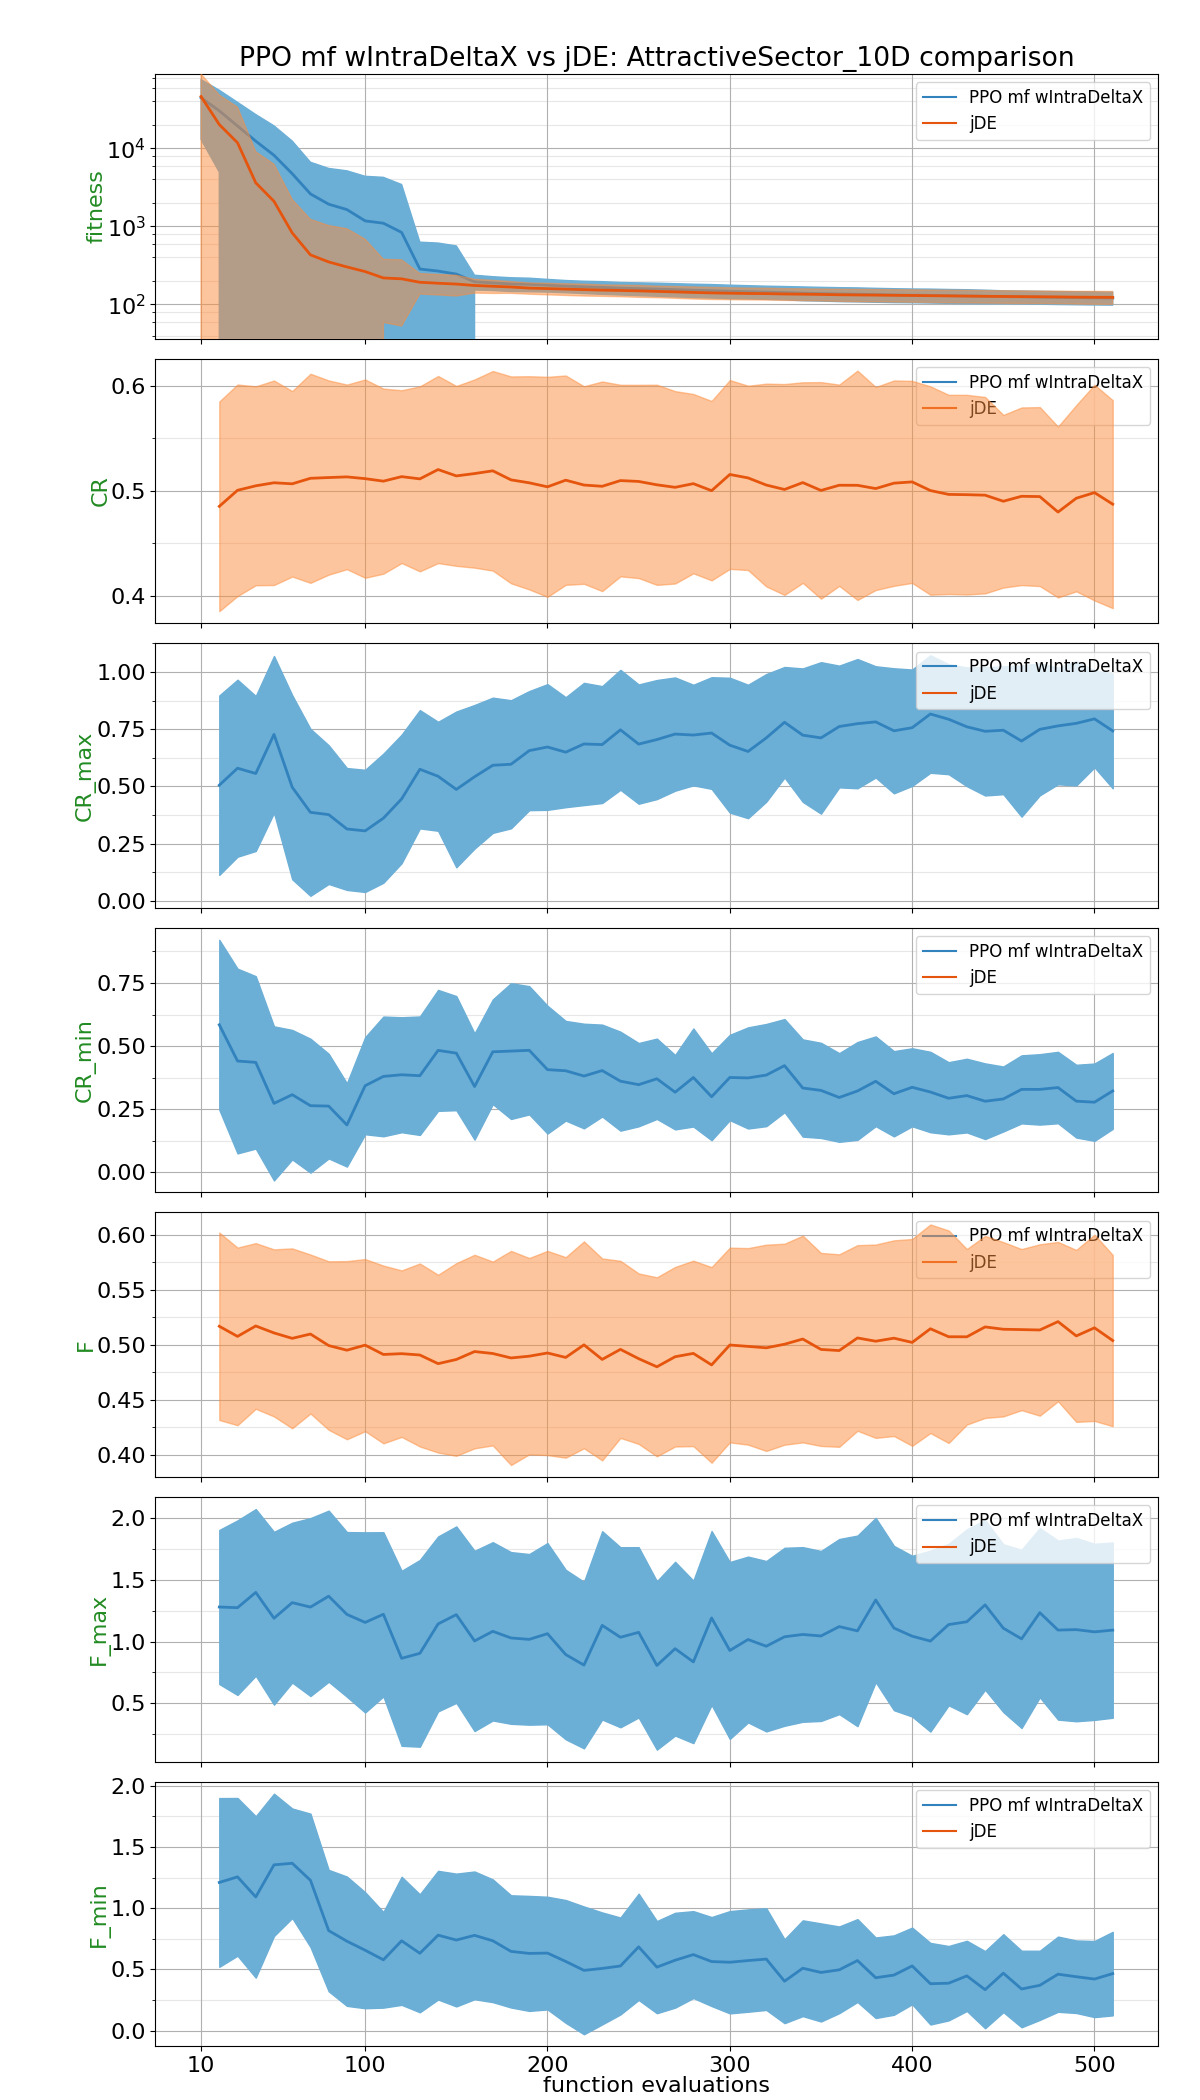 PPO mf wIntraDeltaX vs jDE: AttractiveSector_10D comparison
PPO mf wIntraDeltaX
jDE
10^4
10^3
10^2
fitness
PPO mf wIntraDeltaX
jDE
0.6
0.5
0.4
CR
PPO mf wIntraDeltaX
jDE
1.00
0.75
0.50
0.25
0.00
CR_max
PPO mf wIntraDeltaX
jDE
0.75
0.50
0.25
0.00
CR_min
PPO mf wIntraDeltaX
jDE
0.60
0.55
0.50
0.45
0.40
F
PPO mf wIntraDeltaX
jDE
2.0
1.5
1.0
0.5
F_max
PPO mf wIntraDeltaX
jDE
2.0
1.5
1.0
0.5
0.0
F_min
10 100 200 300 400 500
function evaluations